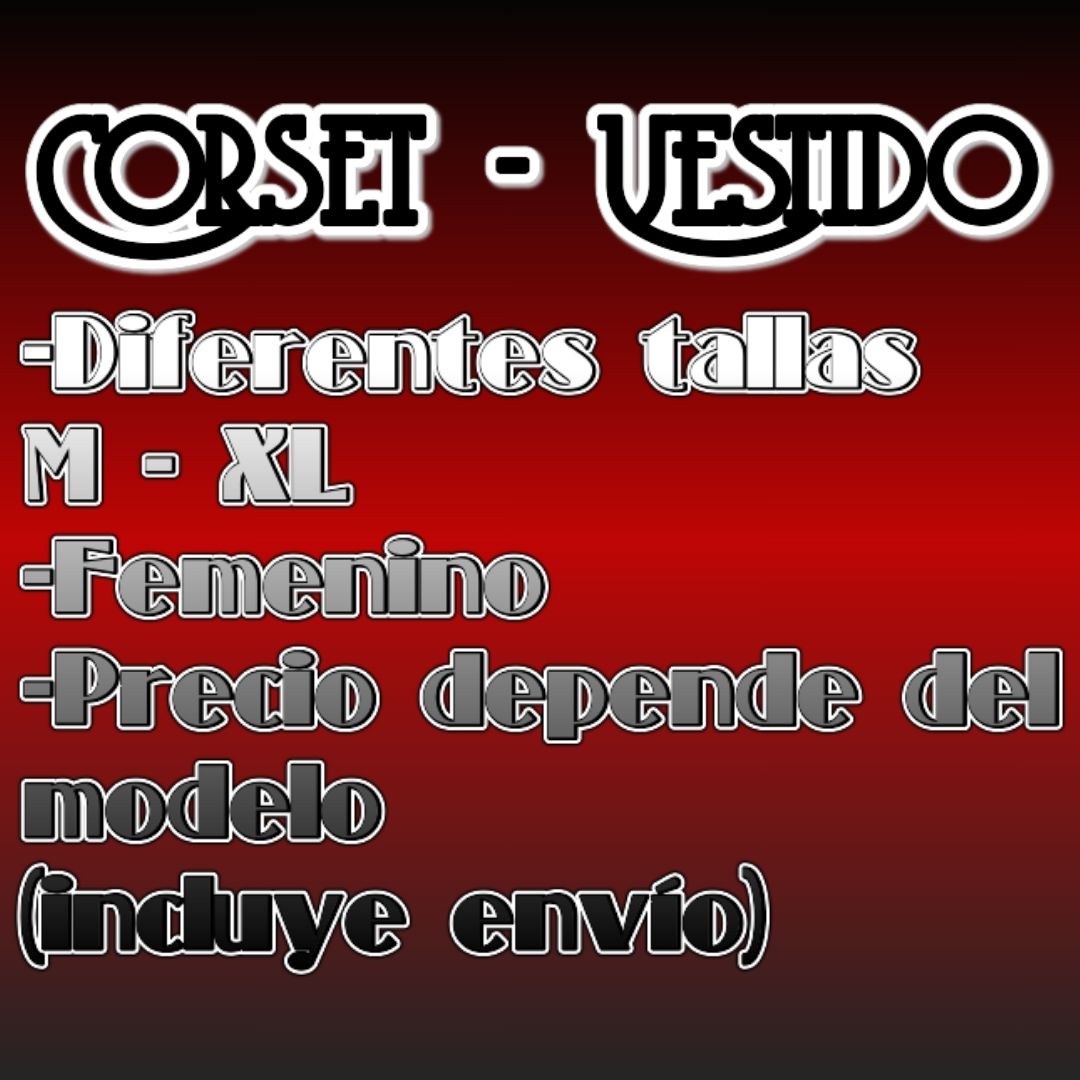 CORSET - VESTIDO
-Diferentes tallas
M - XL
-Femenino
-Precio depende del
modelo
(incluye envío)